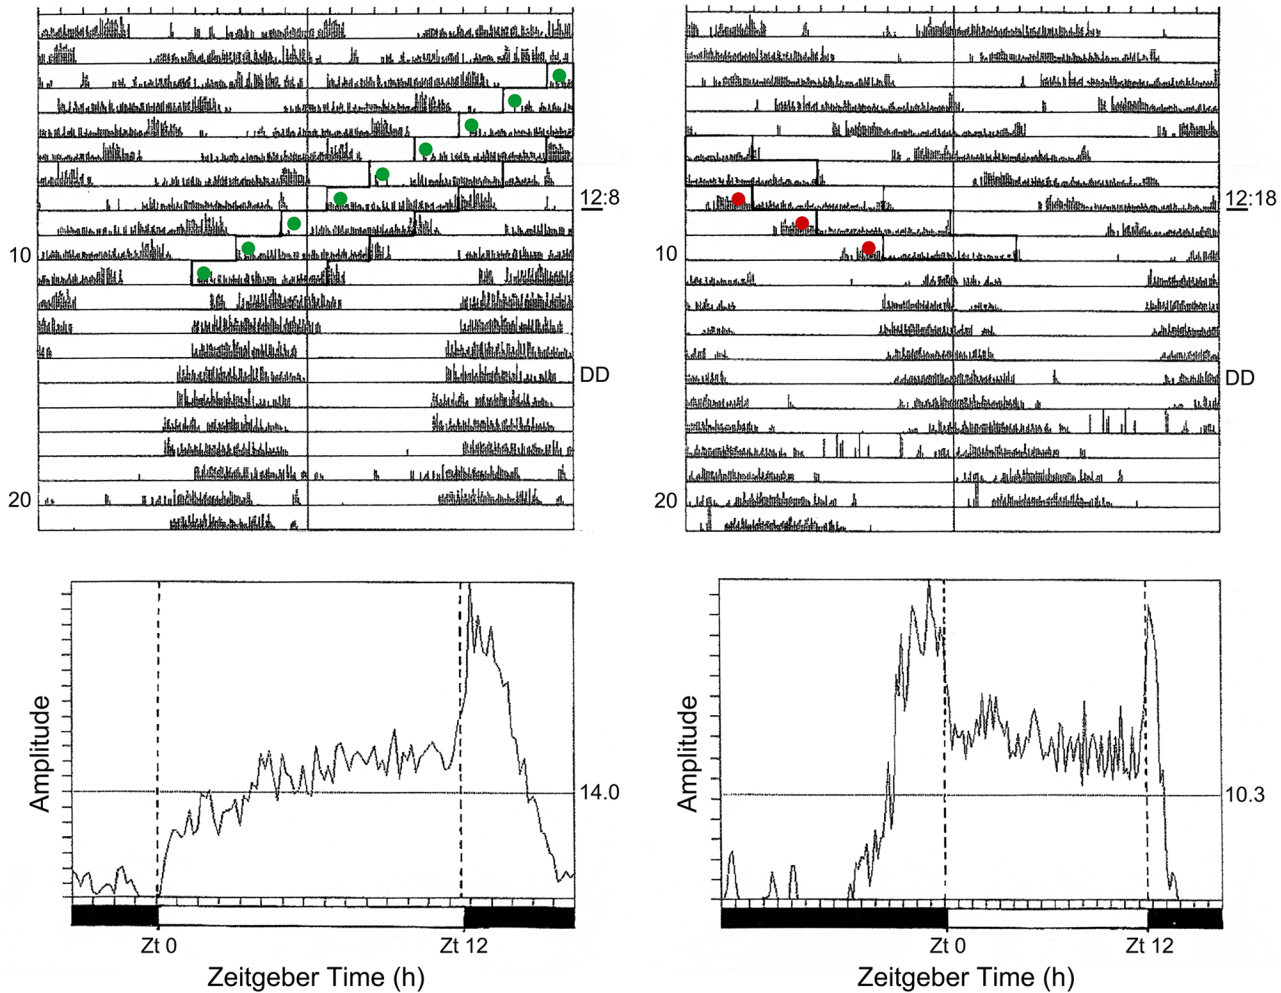 12:8
12:18
10
10
DD
DD
20
20
Amplitude
14.0
Amplitude
10.3
Zt 0
Zt 12
Zt 0
Zt 12
Zeitgeber Time (h)
Zeitgeber Time (h)